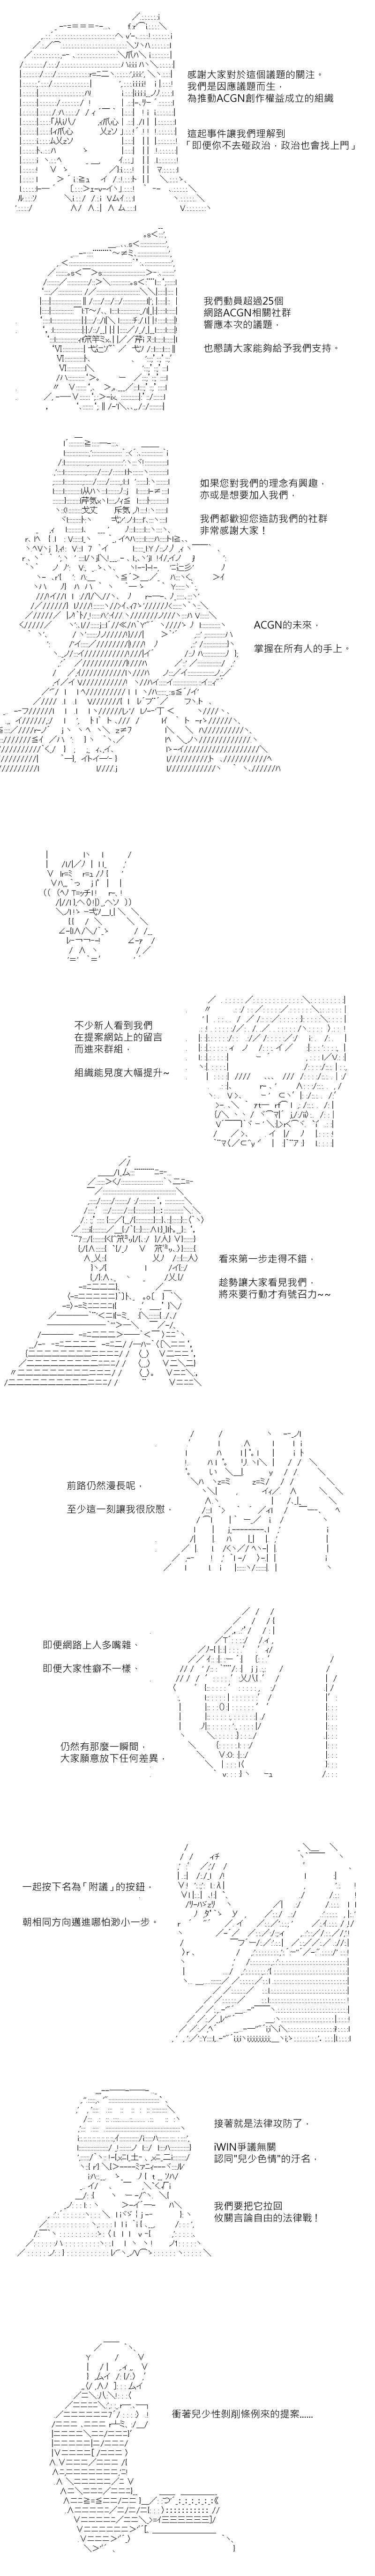 感謝大家對於這個議題的關注。
我們是因應議題而生，
為推動ACGN創作權益成立的組織
這起事件讓我們理解到
「即便你不去碰政治，政治也會找上門」
我們動員超過25個
網路ACGN相關社群
響應本次的議題，
也懇請大家能夠給予我們支持。
如果您對我們的理念有興趣，
亦或是想要加入我們，
我們都歡迎您造訪我們的社群
非常感謝大家！
ACGN的未來，
掌握在所有人的手上。
不少新人看到我們
在提案網站上的留言
而進來群組，
組織能見度大幅提升~
看來第一步走得不錯，
趁勢讓大家看見我們，
將來要行動才有號召力~~
前路仍然漫長呢，
至少這一刻讓我很欣慰，
即便網路上人多嘴雜、
即便大家性癖不一樣、
仍然有那麼一瞬間，
大家願意放下任何差異，
一起按下名為「附議」的按鈕，
朝相同方向邁進哪怕渺小一步。
接著就是法律攻防了，
iWIN爭議無關
認同"兒少色情"的汙名，
我們要把它拉回
攸關言論自由的法律戰！
衝著兒少性剝削條例來的提案......